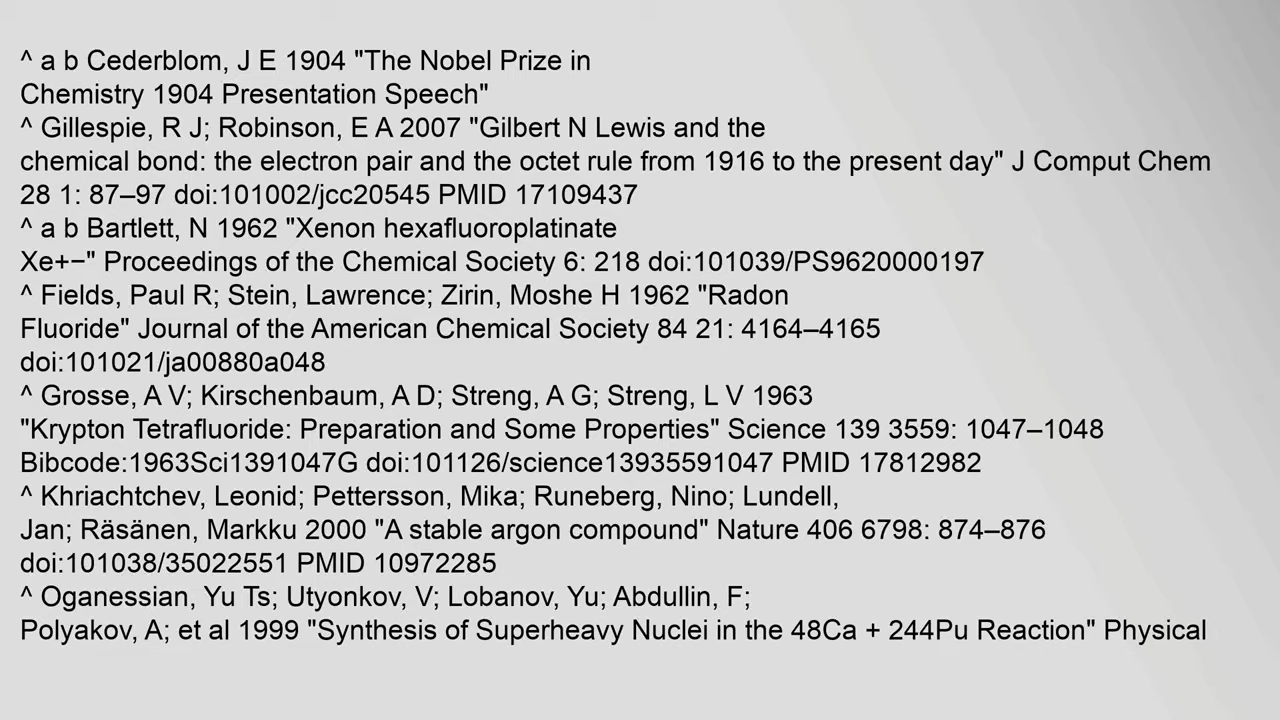 ^ a b Cederblom, J E 1904 "The Nobel Prize in
Chemistry 1904 Presentation Speech"
^ Gillespie, R J; Robinson, E A 2007 "Gilbert N Lewis and the
chemical bond: the electron pair and the octet rule from 1916 to the present day" J Comput Chem
28 1: 87–97 doi:101002/jcc20545 PMID 17109437
^ a b Bartlett, N 1962 "Xenon hexafluoroplatinate
Xe+−" Proceedings of the Chemical Society 6: 218 doi:101039/PS9620000197
^ Fields, Paul R; Stein, Lawrence; Zirin, Moshe H 1962 "Radon
Fluoride" Journal of the American Chemical Society 84 21: 4164–4165
doi:101021/ja00880a048
^ Grosse, A V; Kirschenbaum, A D; Streng, A G; Streng, L V 1963
"Krypton Tetrafluoride: Preparation and Some Properties" Science 139 3559: 1047–1048
Bibcode:1963Sci1391047G doi:101126/science13935591047 PMID 17812982
^ Khriachtchev, Leonid; Pettersson, Mika; Runeberg, Nino; Lundell,
Jan; Räsänen, Markku 2000 "A stable argon compound" Nature 406 6798: 874–876
doi:101038/35022551 PMID 10972285
^ Oganessian, Yu Ts; Utyonkov, V; Lobanov, Yu; Abdullin, F;
Polyakov, A; et al 1999 "Synthesis of Superheavy Nuclei in the 48Ca + 244Pu Reaction" Physical